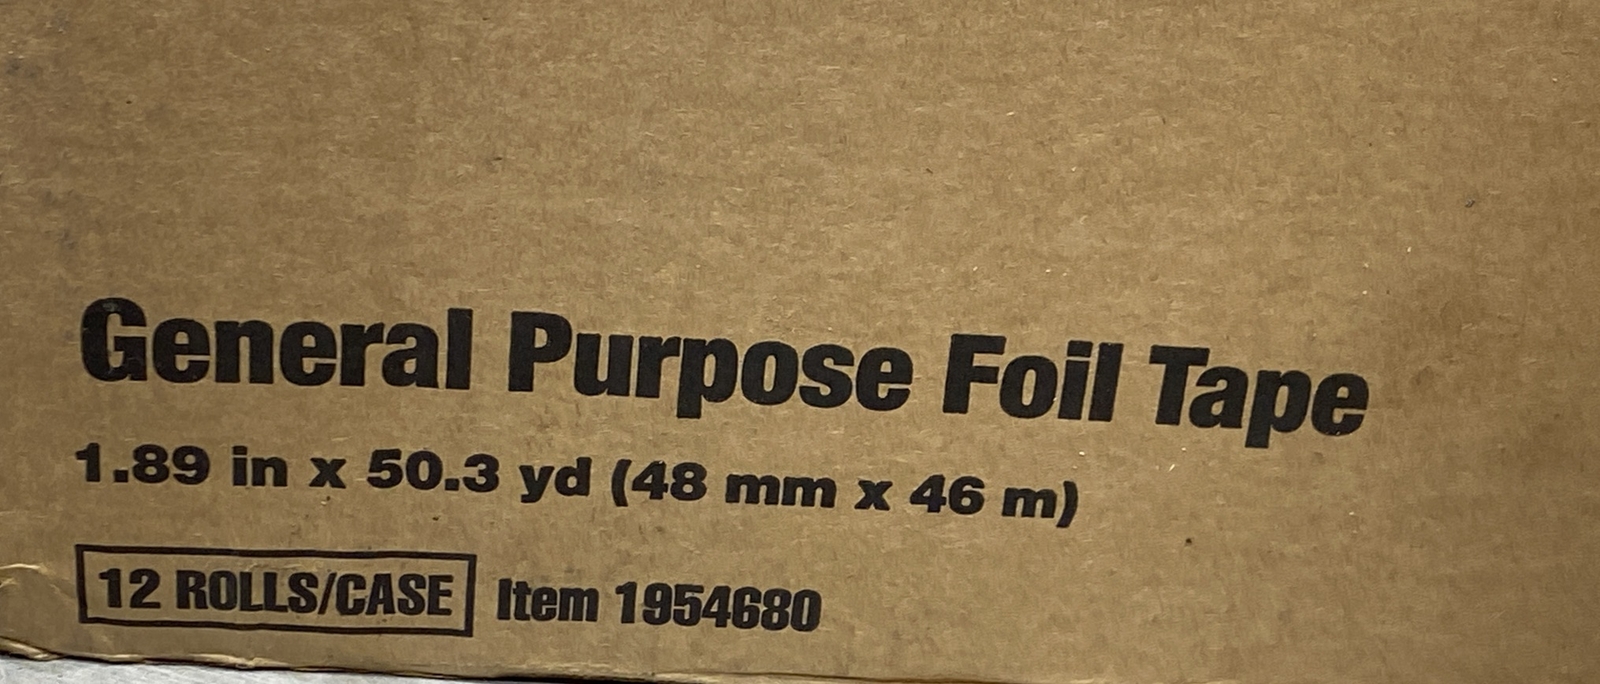 General Purpose Foil Tape
1.89 in x 50.3 yd (48 mm x 46 m)
12 ROLLS/CASE Item 1954680